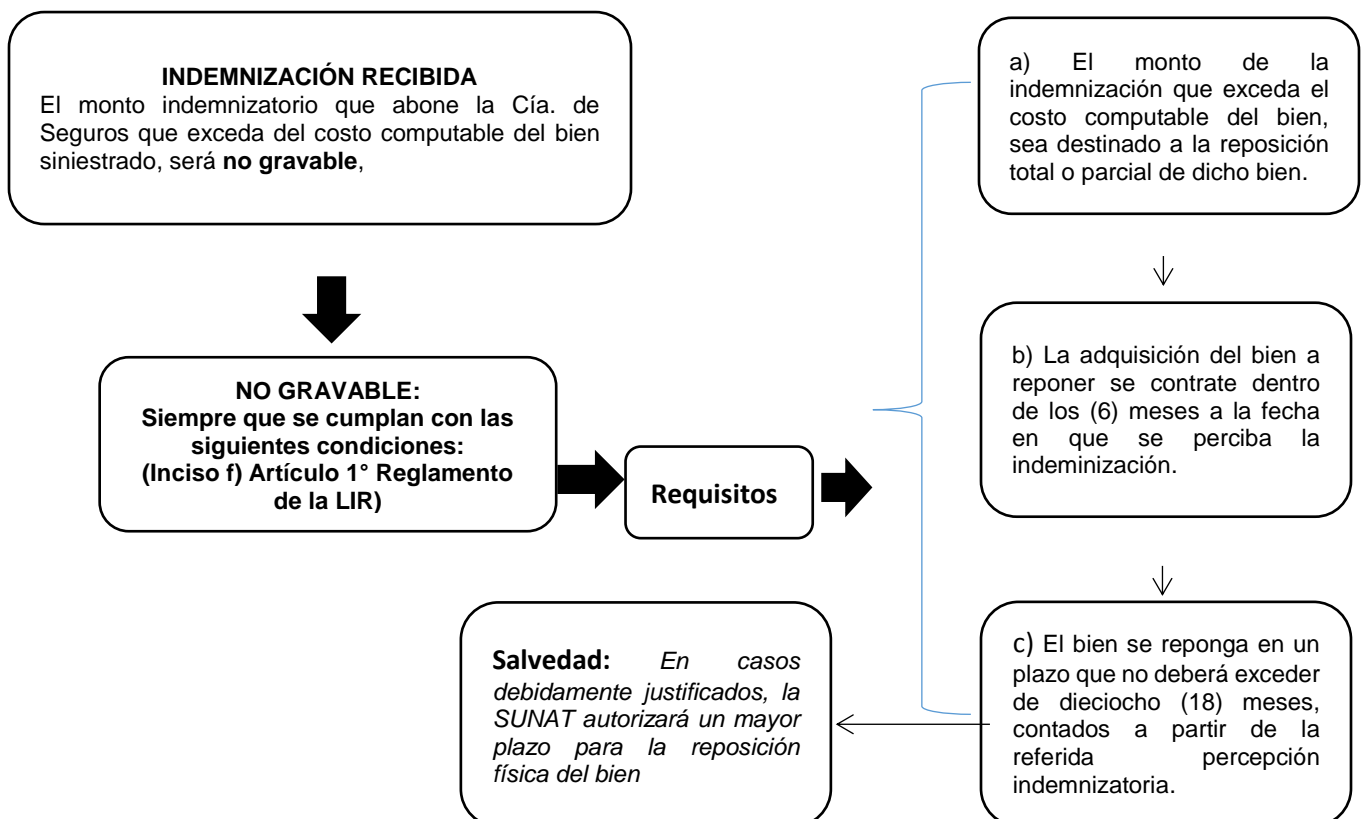 INDEMNIZACIÓN RECIBIDA
El monto indemnizatorio que abone la Cía. de
Seguros que exceda del costo computable del bien
siniestrado, será no gravable,
NO GRAVABLE:
Siempre que se cumplan con las
siguientes condiciones:
(Inciso f) Artículo 1° Reglamento
de la LIR)
Requisitos
a) El monto de la
indemnización que exceda el
costo computable del bien,
sea destinado a la reposición
total o parcial de dicho bien.
b) La adquisición del bien a
reponer se contrate dentro
de los (6) meses a la fecha
en que se perciba la
indeminización.
c) El bien se reponga en un
plazo que no deberá exceder
de dieciocho (18) meses,
contados a partir de la
referida percepción
indemnizatoria.
Salvedad: En casos
debidamente justificados, la
SUNAT autorizará un mayor
plazo para la reposición
física del bien